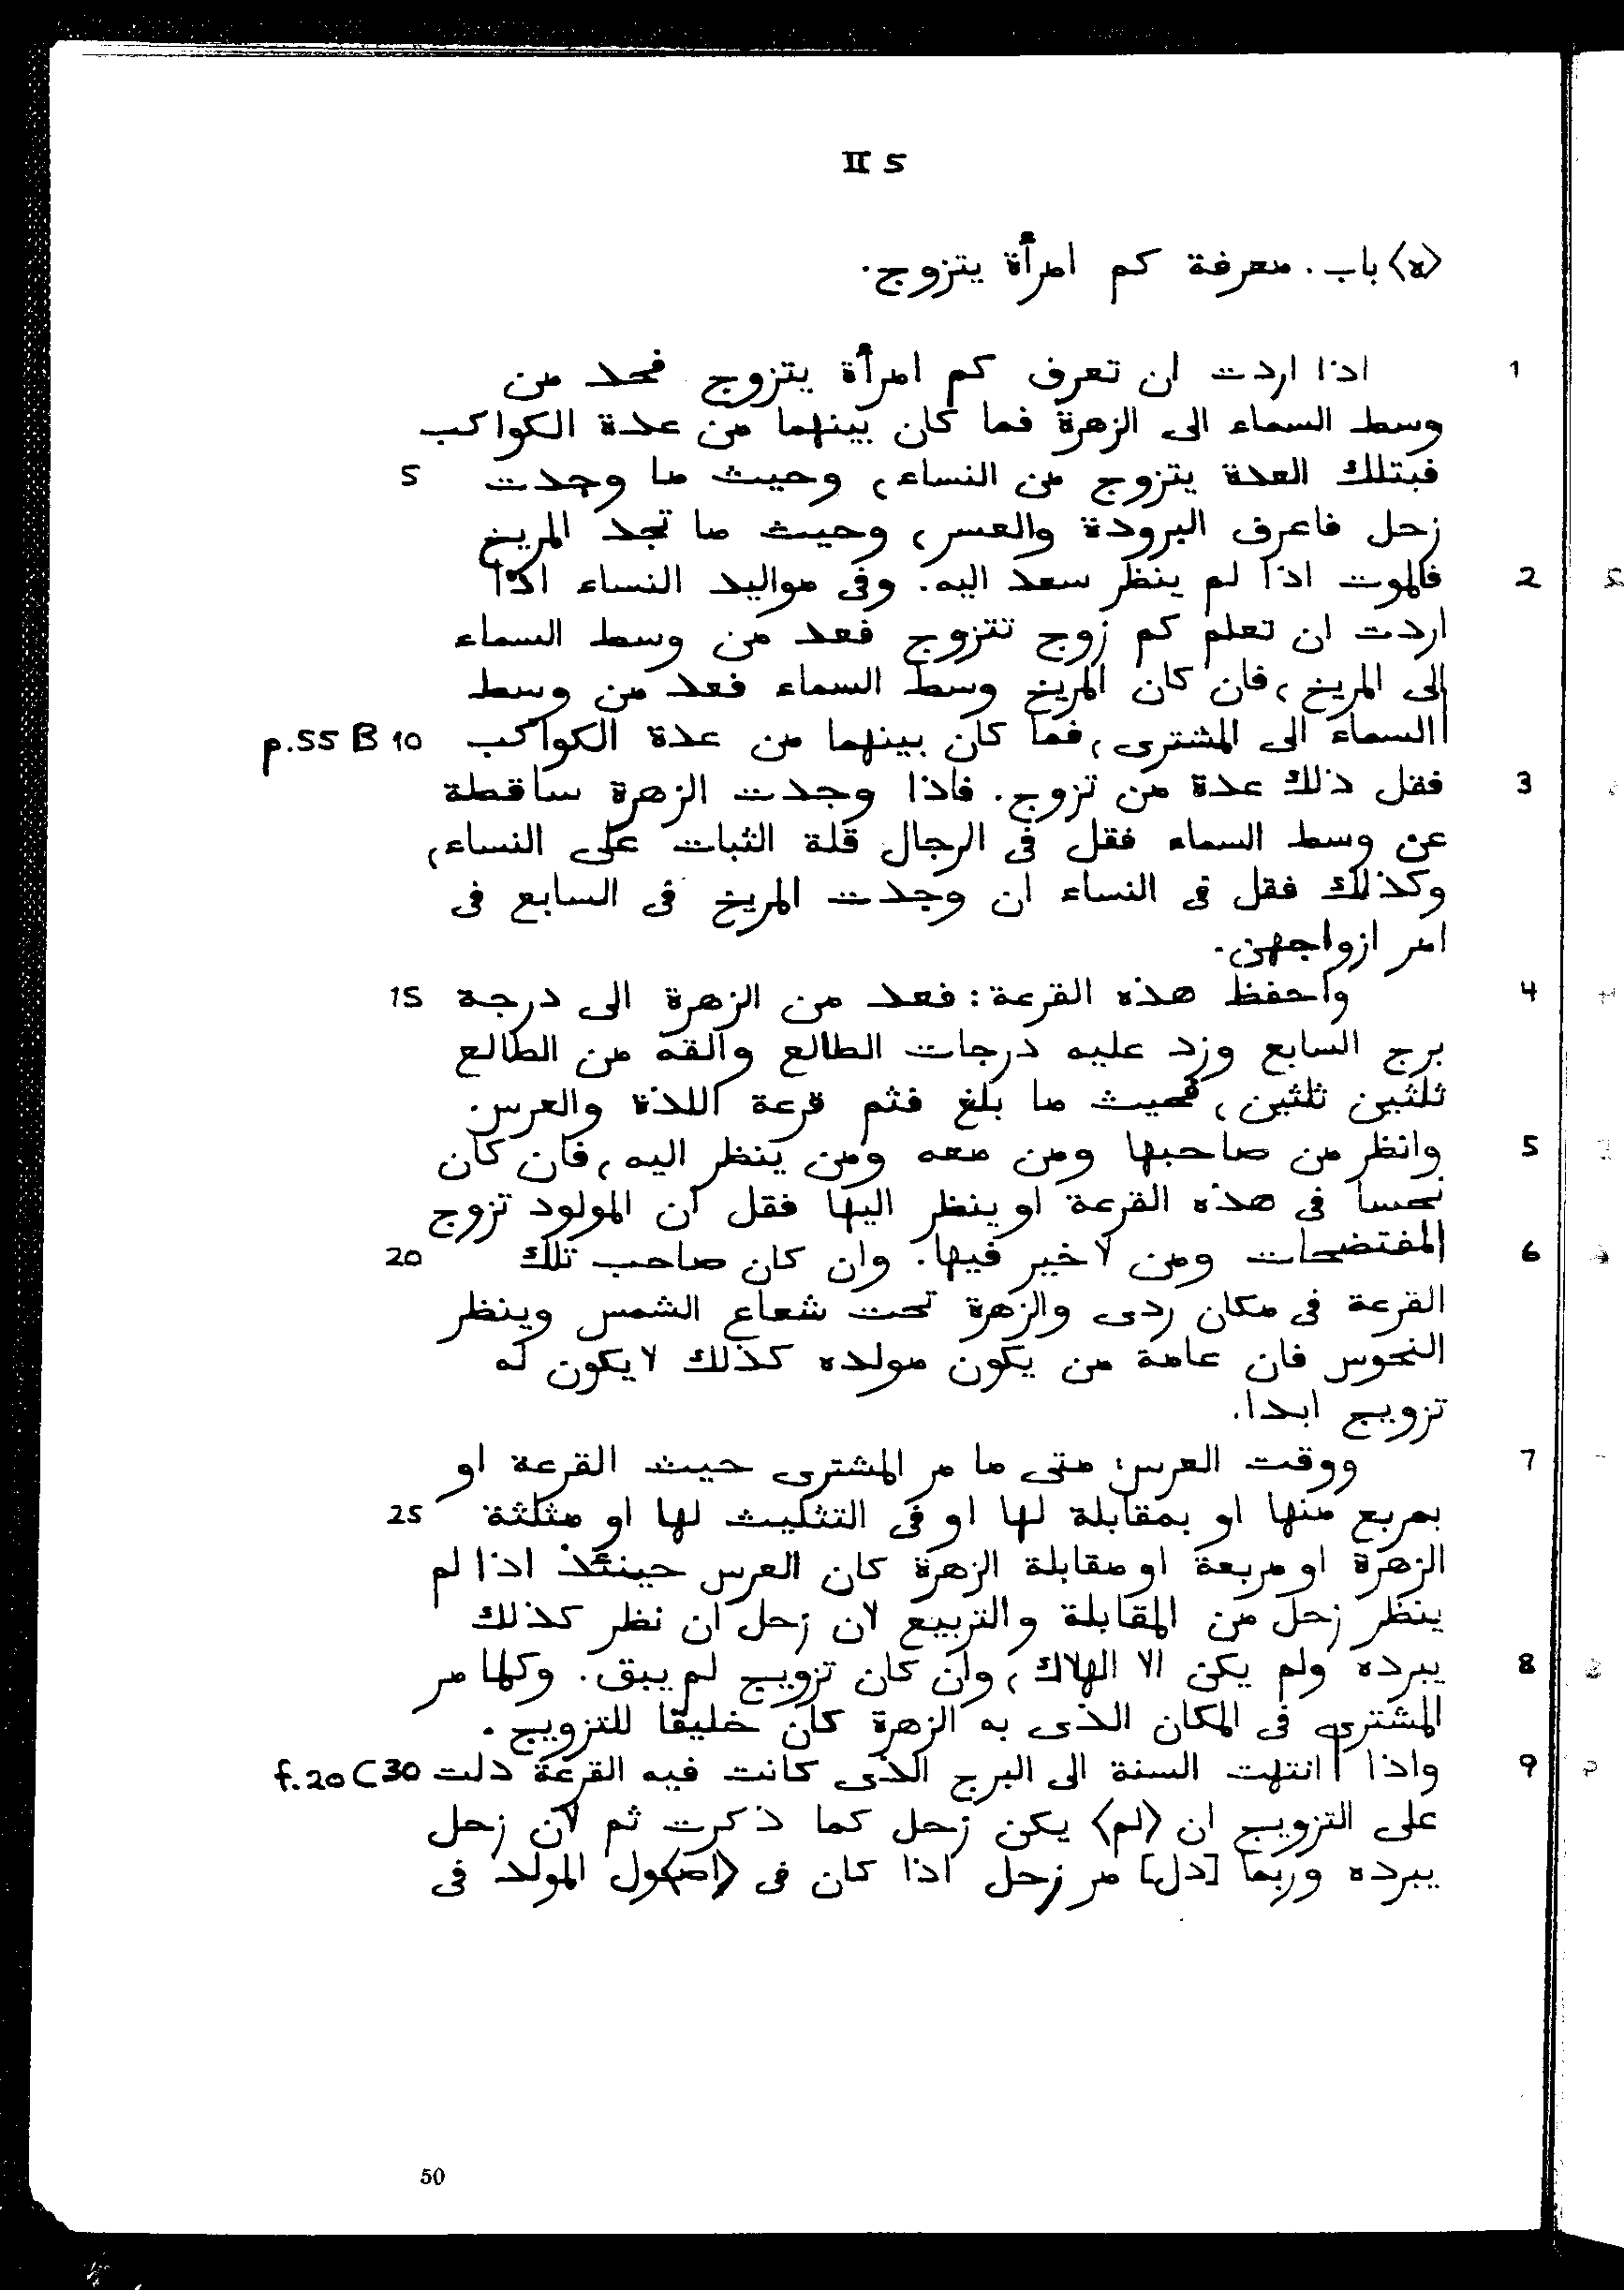 II 5
<ه> باب. معرفة كم امرأة يتزوج.
1 اذا اردت ان تعرف كم امرأة يتزوج فحد من
وسط السماء الى الزهرة فما كان بينهما من عدة الكواكب
فبتلك العدة يتزوج من النساء، وحيث ما وجدت 5
زحل فاعرف البرودة والعسر، وحيث ما تجد المريخ
2 فالموت اذا لم ينظر سعد اليه. وفى مواليد النساء اذا
اردت ان تعلم كم زوج تتزوج فعد من وسط السماء
الى المريخ، فان كان المريخ وسط السماء فعد من وسط
|السماء الى المشترى، فما كان بينهما من عدة الكواكب p.55 B 10
3 فقل ذلك عدة من تزوج. فاذا وجدت الزهرة ساقطة
عن وسط السماء فقل فى الرجال قلة الثبات على النساء،
وكذلك فقل فى النساء ان وجدت المريخ فى السابع فى
امر ازواجهن.
4 واحفظ هذه القرعة: فعد من الزهرة الى درجة 15
برج السابع وزد عليه درجات الطالع والقه من الطالع
ثلثين ثلثين، فحيث ما بلغ فثم قرعة اللذة والعرس.
5 وانظر من صاحبها ومن معه ومن ينظر اليه، فان كان
نحسا فى هذه القرعة او ينظر اليها فقل ان المولود تزوج
6 المفتضحات ومن لا خير فيها. وان كان صاحب تلك 20
القرعة فى مكان ردى والزهرة تحت شعاع الشمس وينظر
النحوس فان عامة من يكون مولده كذلك لا يكون له
تزويج ابدا.
7 ووقت العرس؛ متى ما مر المشترى حيث القرعة او
بمربع منها او بمقابلة لها او فى التثليث لها او مثلثة 25
الزهرة او مربعة او مقابلة الزهرة كان العرس حينئذ اذا لم
ينظر زحل من المقابلة والتربيع لان زحل ان نظر كذلك
8 يبرده ولم يكن الا الهلاك، وان كان تزويج لم يبق. وكلما مر
المشترى فى المكان الذى به الزهرة كان خليقا للتزويج.
9 واذا | انتهت السنة الى البرج الذى كانت فيه القرعة دلت f.20 C 30
على التزويج ان <لم> يكن زحل كما ذكرت ثم لان زحل
يبرده وربما [دل] مر زحل اذا كان فى <اص>ول المولد فى
50